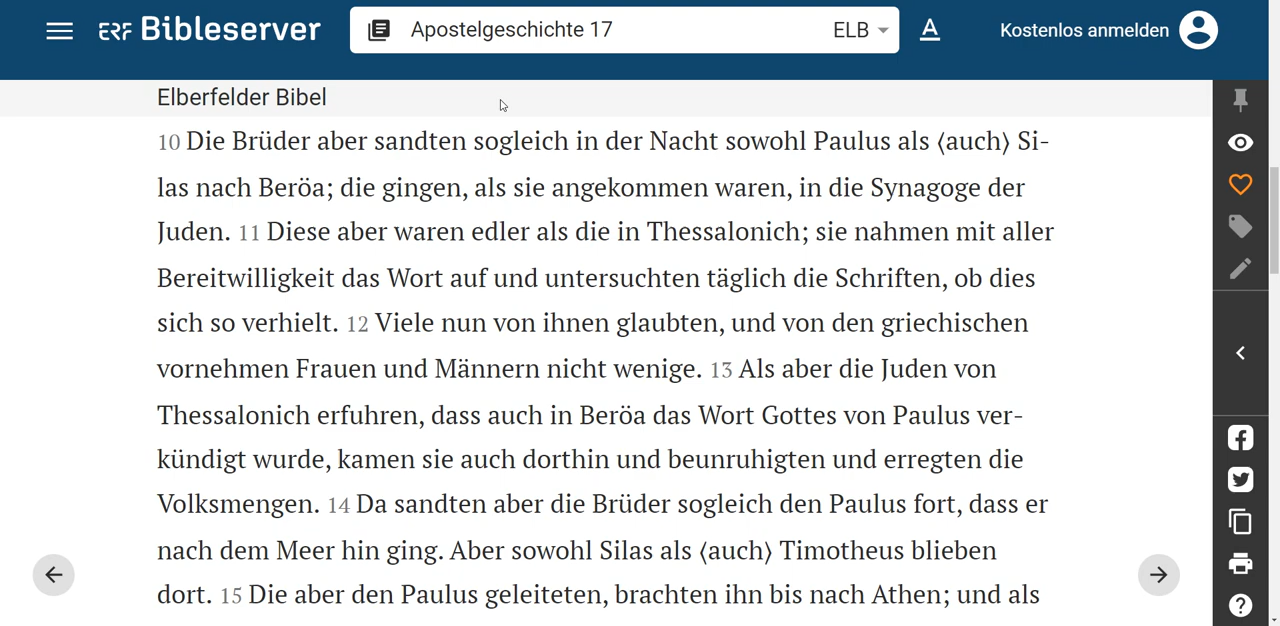 ERF Bibleserver
Apostelgeschichte 17
ELB
A
Kostenlos anmelden
Elberfelder Bibel
10 Die Brüder aber sandten sogleich in der Nacht sowohl Paulus als ⟨auch⟩ Si-
las nach Beröa; die gingen, als sie angekommen waren, in die Synagoge der
Juden. 11 Diese aber waren edler als die in Thessalonich; sie nahmen mit aller
Bereitwilligkeit das Wort auf und untersuchten täglich die Schriften, ob dies
sich so verhielt. 12 Viele nun von ihnen glaubten, und von den griechischen
vornehmen Frauen und Männern nicht wenige. 13 Als aber die Juden von
Thessalonich erfuhren, dass auch in Beröa das Wort Gottes von Paulus ver-
kündigt wurde, kamen sie auch dorthin und beunruhigten und erregten die
Volksmengen. 14 Da sandten aber die Brüder sogleich den Paulus fort, dass er
nach dem Meer hin ging. Aber sowohl Silas als ⟨auch⟩ Timotheus blieben
dort. 15 Die aber den Paulus geleiteten, brachten ihn bis nach Athen; und als